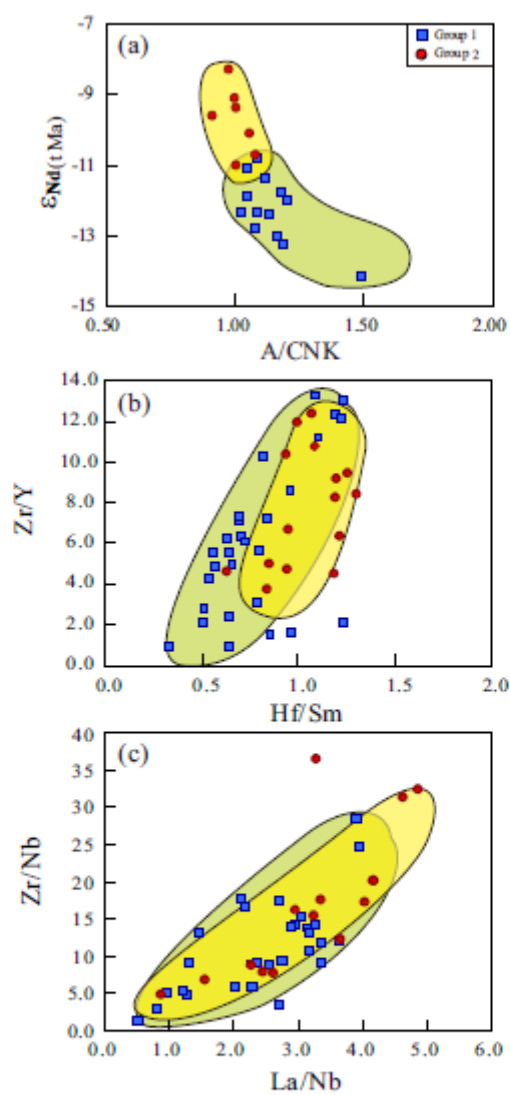 (a)
Group 1
Group 2
-7
-9
-11
-13
-15
εNd(t Ma)
0.50 1.00 1.50 2.00
A/CNK
(b)
14.0
12.0
10.0
8.0
6.0
4.0
2.0
0.0
Zr/Y
0.5 1.0 1.5 2.0
Hf/Sm
(c)
40
35
30
25
20
15
10
5.0
0.0
Zr/Nb
0.0 1.0 2.0 3.0 4.0 5.0 6.0
La/Nb